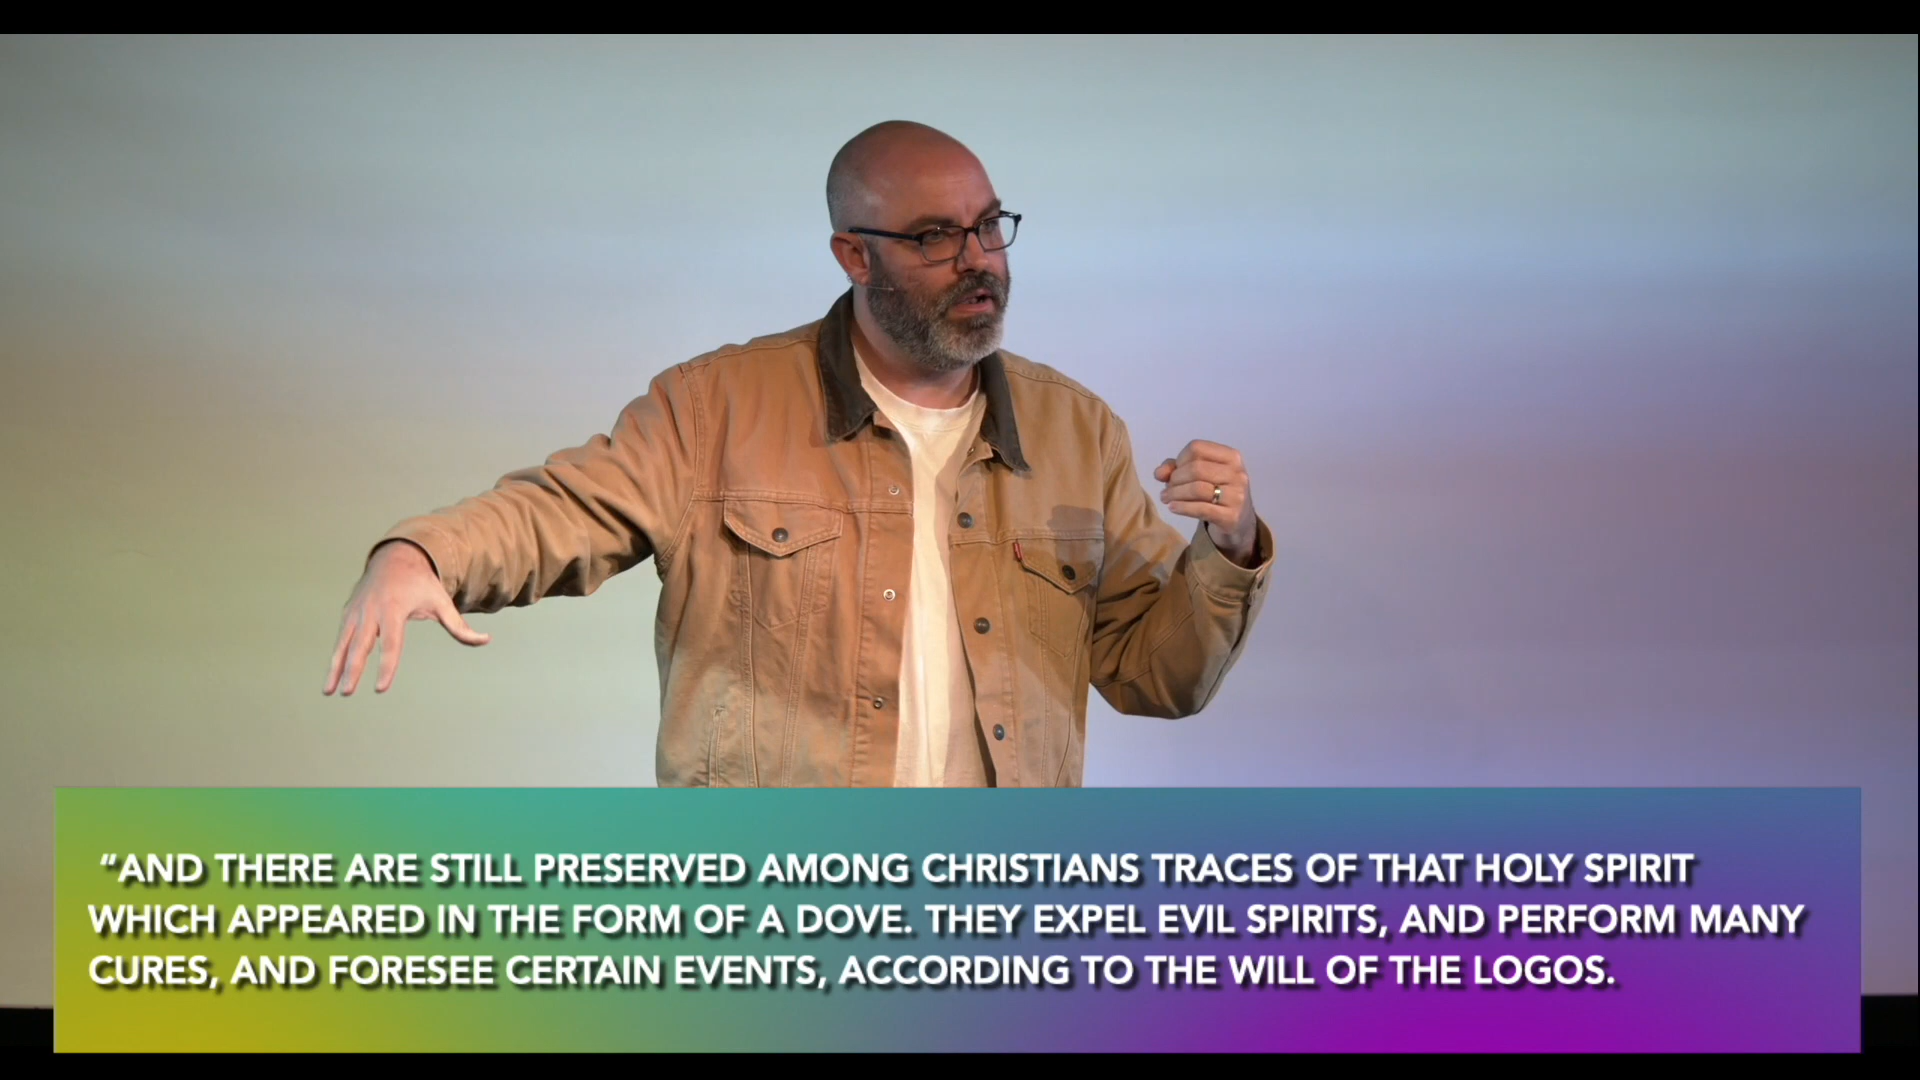 “AND THERE ARE STILL PRESERVED AMONG CHRISTIANS TRACES OF THAT HOLY SPIRIT
WHICH APPEARED IN THE FORM OF A DOVE. THEY EXPEL EVIL SPIRITS, AND PERFORM MANY
CURES, AND FORESEE CERTAIN EVENTS, ACCORDING TO THE WILL OF THE LOGOS.